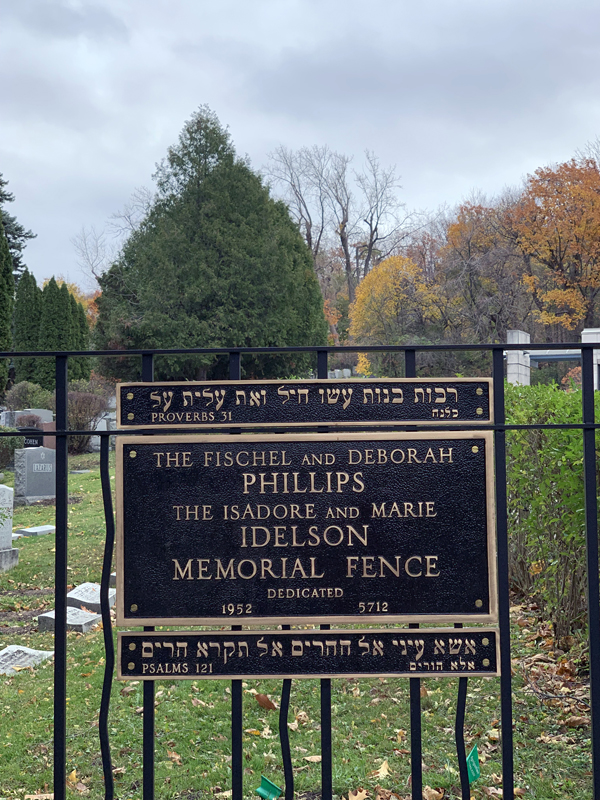 רבות בנות עשו חיל ואת עלית על
PROVERBS 31 כלנה
THE FISCHEL AND DEBORAH
PHILLIPS
THE ISADORE AND MARIE
IDELSON
MEMORIAL FENCE
DEDICATED
1952 5712
אשא עיני אל ההרים אל תקרא הרים
PSALMS 121 אלא הורים
COHEN